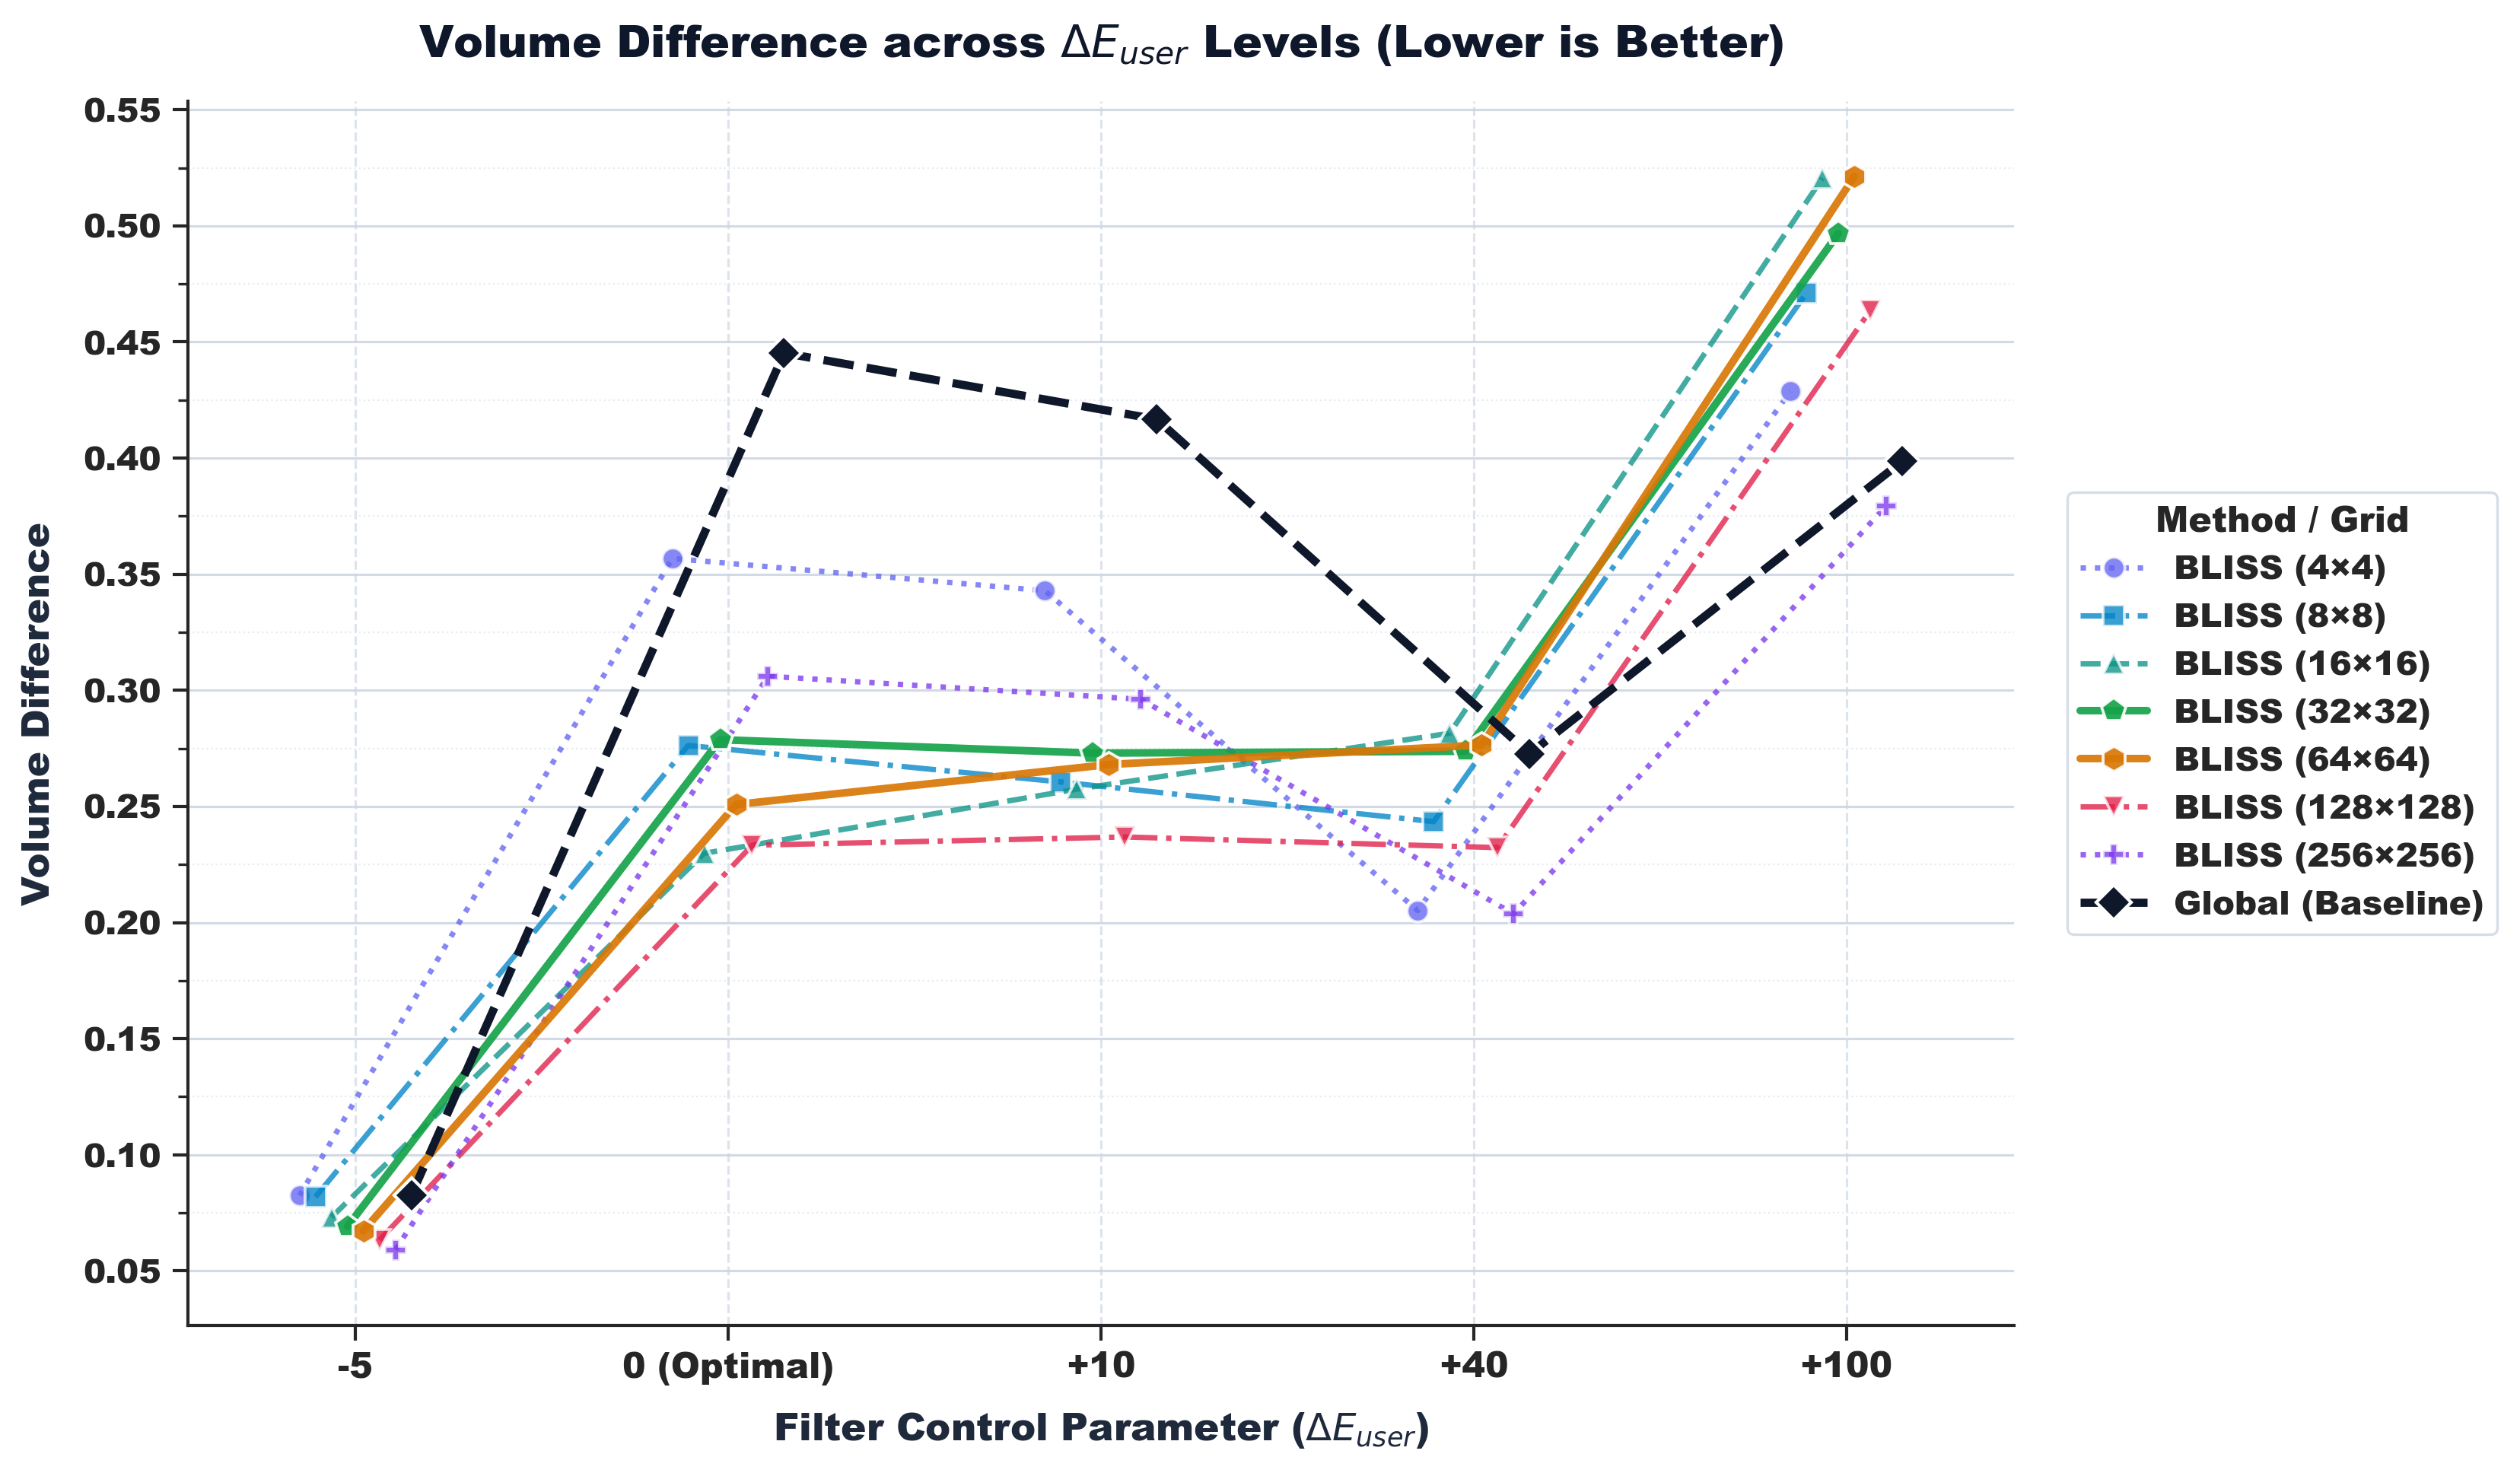 Volume Difference across ΔE_user Levels (Lower is Better)
Volume Difference
0.55
0.50
0.45
0.40
0.35
0.30
0.25
0.20
0.15
0.10
0.05
-5
0 (Optimal)
+10
+40
+100
Filter Control Parameter (ΔE_user)
Method / Grid
BLISS (4×4)
BLISS (8×8)
BLISS (16×16)
BLISS (32×32)
BLISS (64×64)
BLISS (128×128)
BLISS (256×256)
Global (Baseline)